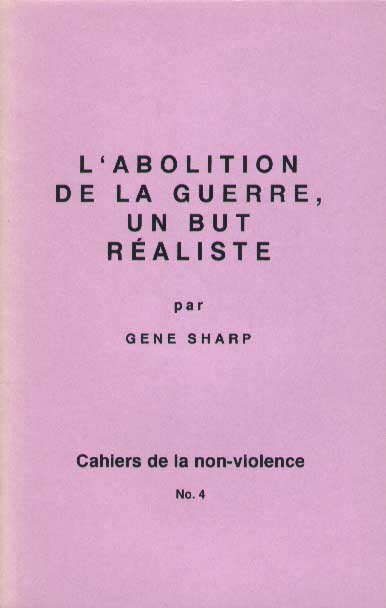 L'ABOLITION
DE LA GUERRE,
UN BUT
RÉALISTE
par
GENE SHARP
Cahiers de la non-violence
No. 4